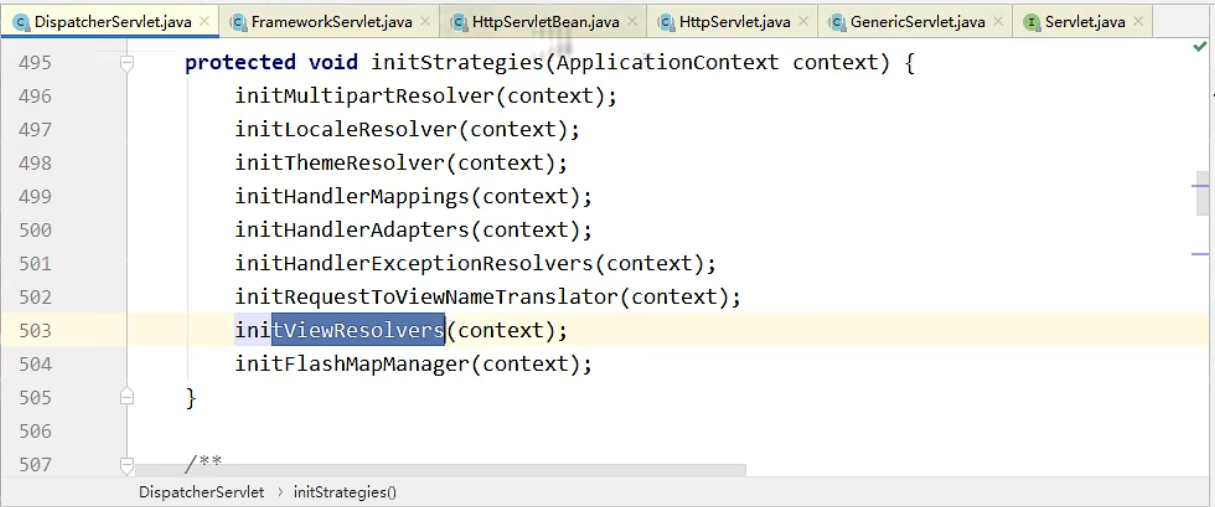 DispatcherServlet.java × FrameworkServlet.java × HttpServletBean.java × HttpServlet.java × GenericServlet.java × Servlet.java ×
495 protected void initStrategies(ApplicationContext context) {
496 initMultipartResolver(context);
497 initLocaleResolver(context);
498 initThemeResolver(context);
499 initHandlerMappings(context);
500 initHandlerAdapters(context);
501 initHandlerExceptionResolvers(context);
502 initRequestToViewNameTranslator(context);
503 initViewResolvers(context);
504 initFlashMapManager(context);
505 }
506
507 /**
DispatcherServlet › initStrategies()